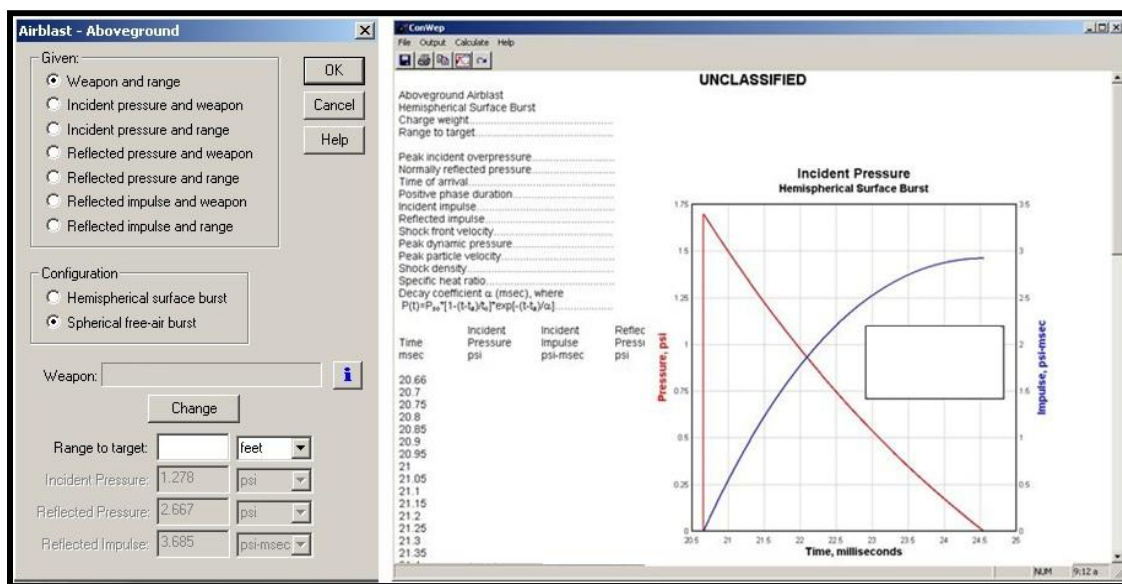 Airblast - Aboveground
Given:
Weapon and range
Incident pressure and weapon
Incident pressure and range
Reflected pressure and weapon
Reflected pressure and range
Reflected impulse and weapon
Reflected impulse and range
OK
Cancel
Help
Configuration
Hemispherical surface burst
Spherical free-air burst
Weapon:
i
Change
Range to target:
feet
Incident Pressure: 1.278 psi
Reflected Pressure: 2.667 psi
Reflected Impulse: 3.685 psi-msec
ConWep
File Output Calculate Help
UNCLASSIFIED
Aboveground Airblast
Hemispherical Surface Burst
Charge weight
Range to target
Peak incident overpressure
Normally reflected pressure
Time of arrival
Positive phase duration
Incident impulse
Reflected impulse
Shock front velocity
Peak dynamic pressure
Peak particle velocity
Shock density
Specific heat ratio
Decay coefficient α (msec), where
P(t)=Pso*[1-(t-ta)/to]*exp[-(t-ta)/α]
Incident Incident Reflec
Time Pressure Impulse Pressu
msec psi psi-msec psi
20.66
20.7
20.75
20.8
20.85
20.9
20.95
21
21.05
21.1
21.15
21.2
21.25
21.3
21.35
Incident Pressure
Hemispherical Surface Burst
1.75
1.5
1.25
1
0.75
0.5
0.25
0
Pressure, psi
3.5
3
2.5
2
1.5
1
0.5
0
Impulse, psi-msec
20.5 21 21.5 22 22.5 23 23.5 24 24.5 25
Time, milliseconds
NUM 9:12 a